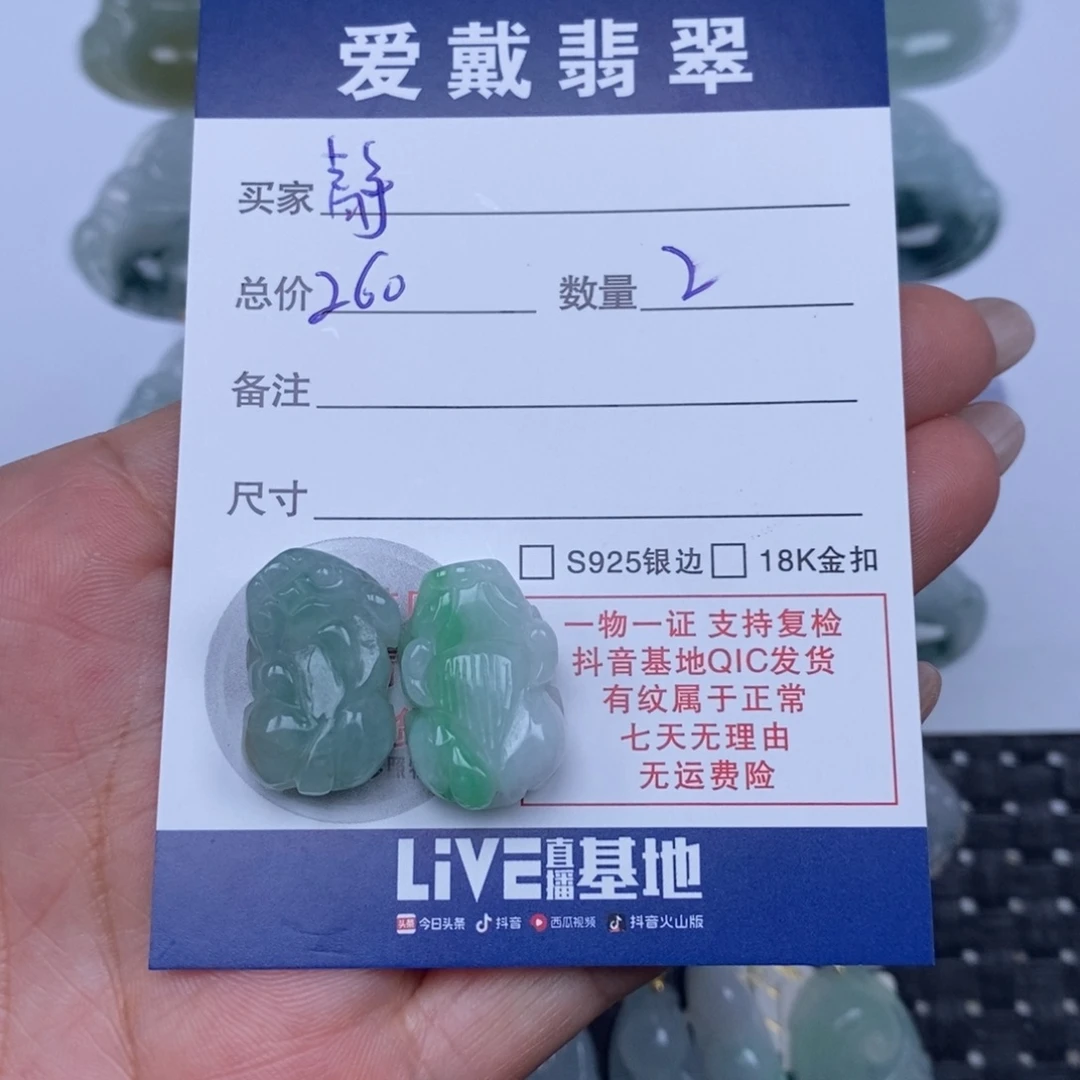 爱戴翡翠
买家 静
总价 260 数量 2
备注
尺寸
S925银边 18K金扣
一物一证 支持复检
抖音基地QIC发货
有纹属于正常
七天无理由
无运费险
LiVE直播基地
头条 今日头条 抖音 西瓜视频 抖音火山版